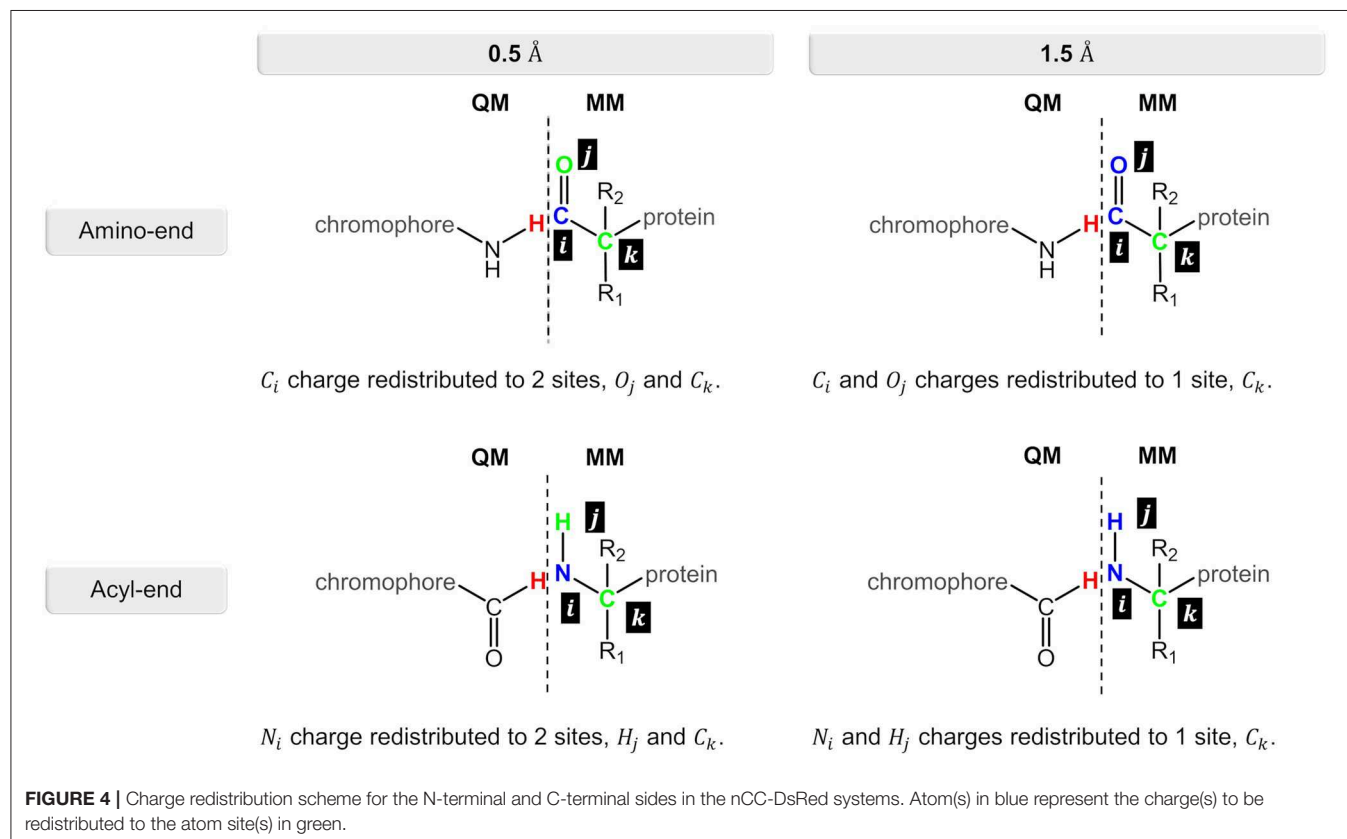 0.5 Å
1.5 Å
QM MM
QM MM
Amino-end
O j
R2
chromophore H C protein
N i C k
H
R1
O j
R2
chromophore H C protein
N i C k
H
R1
Ci charge redistributed to 2 sites, Oj and Ck.
Ci and Oj charges redistributed to 1 site, Ck.
QM MM
QM MM
Acyl-end
H j
R2
chromophore H N protein
C i C k
O
R1
H j
R2
chromophore H N protein
C i C k
O
R1
Ni charge redistributed to 2 sites, Hj and Ck.
Ni and Hj charges redistributed to 1 site, Ck.
FIGURE 4 | Charge redistribution scheme for the N-terminal and C-terminal sides in the nCC-DsRed systems. Atom(s) in blue represent the charge(s) to be
redistributed to the atom site(s) in green.